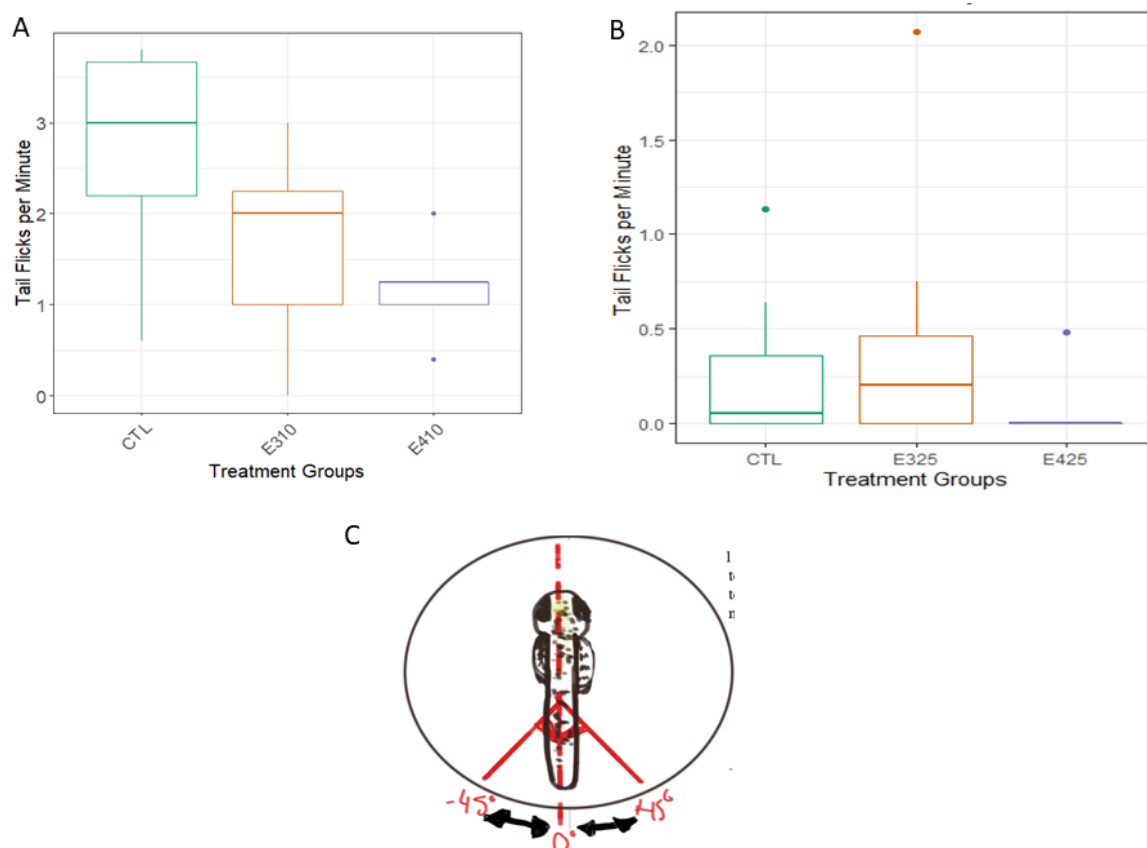 A
Tail Flicks per Minute
3
2
1
0
CTL
E310
E410
Treatment Groups
B
Tail Flicks per Minute
2.0
1.5
1.0
0.5
0.0
CTL
E325
E425
Treatment Groups
C
-45°
0°
+45°